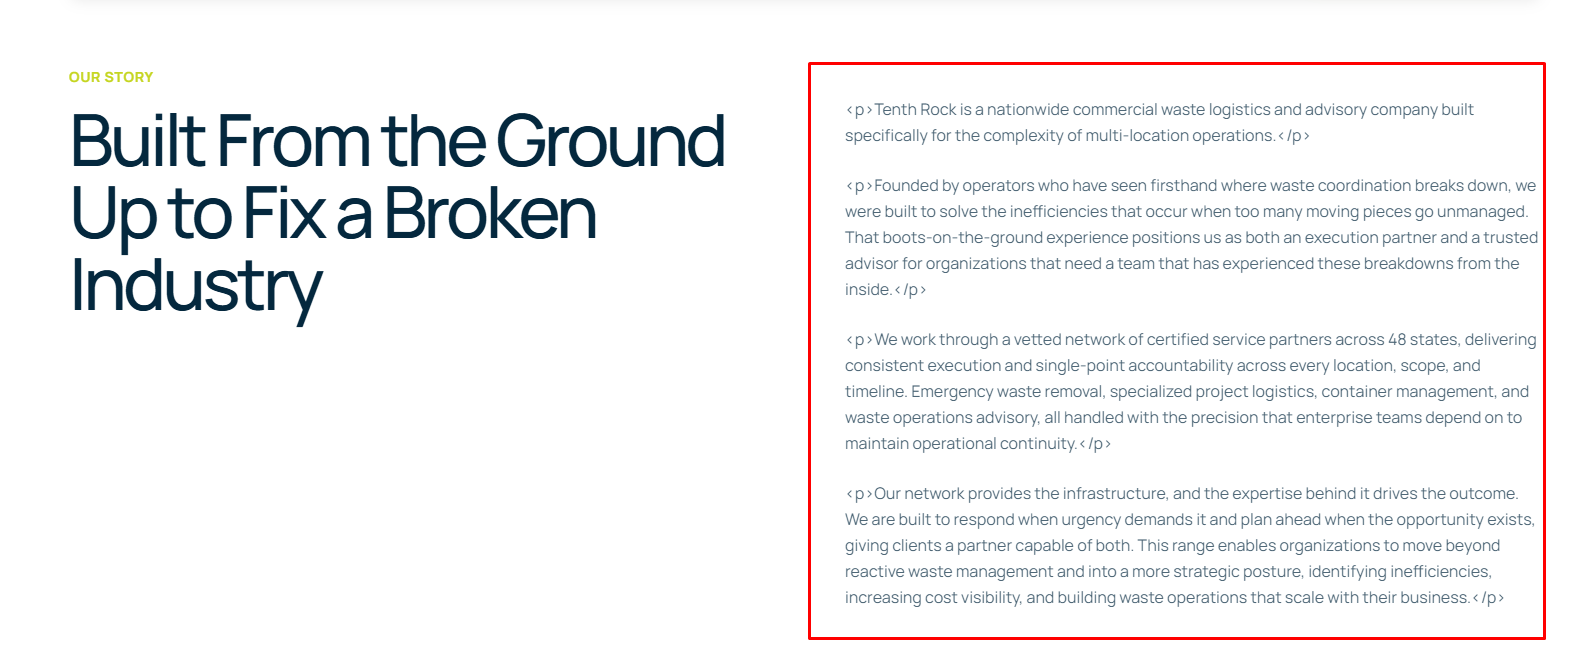 OUR STORY
Built From the Ground
Up to Fix a Broken
Industry
<p>Tenth Rock is a nationwide commercial waste logistics and advisory company built
specifically for the complexity of multi-location operations.</p>
<p>Founded by operators who have seen firsthand where waste coordination breaks down, we
were built to solve the inefficiencies that occur when too many moving pieces go unmanaged.
That boots-on-the-ground experience positions us as both an execution partner and a trusted
advisor for organizations that need a team that has experienced these breakdowns from the
inside.</p>
<p>We work through a vetted network of certified service partners across 48 states, delivering
consistent execution and single-point accountability across every location, scope, and
timeline. Emergency waste removal, specialized project logistics, container management, and
waste operations advisory, all handled with the precision that enterprise teams depend on to
maintain operational continuity.</p>
<p>Our network provides the infrastructure, and the expertise behind it drives the outcome.
We are built to respond when urgency demands it and plan ahead when the opportunity exists,
giving clients a partner capable of both. This range enables organizations to move beyond
reactive waste management and into a more strategic posture, identifying inefficiencies,
increasing cost visibility, and building waste operations that scale with their business.</p>